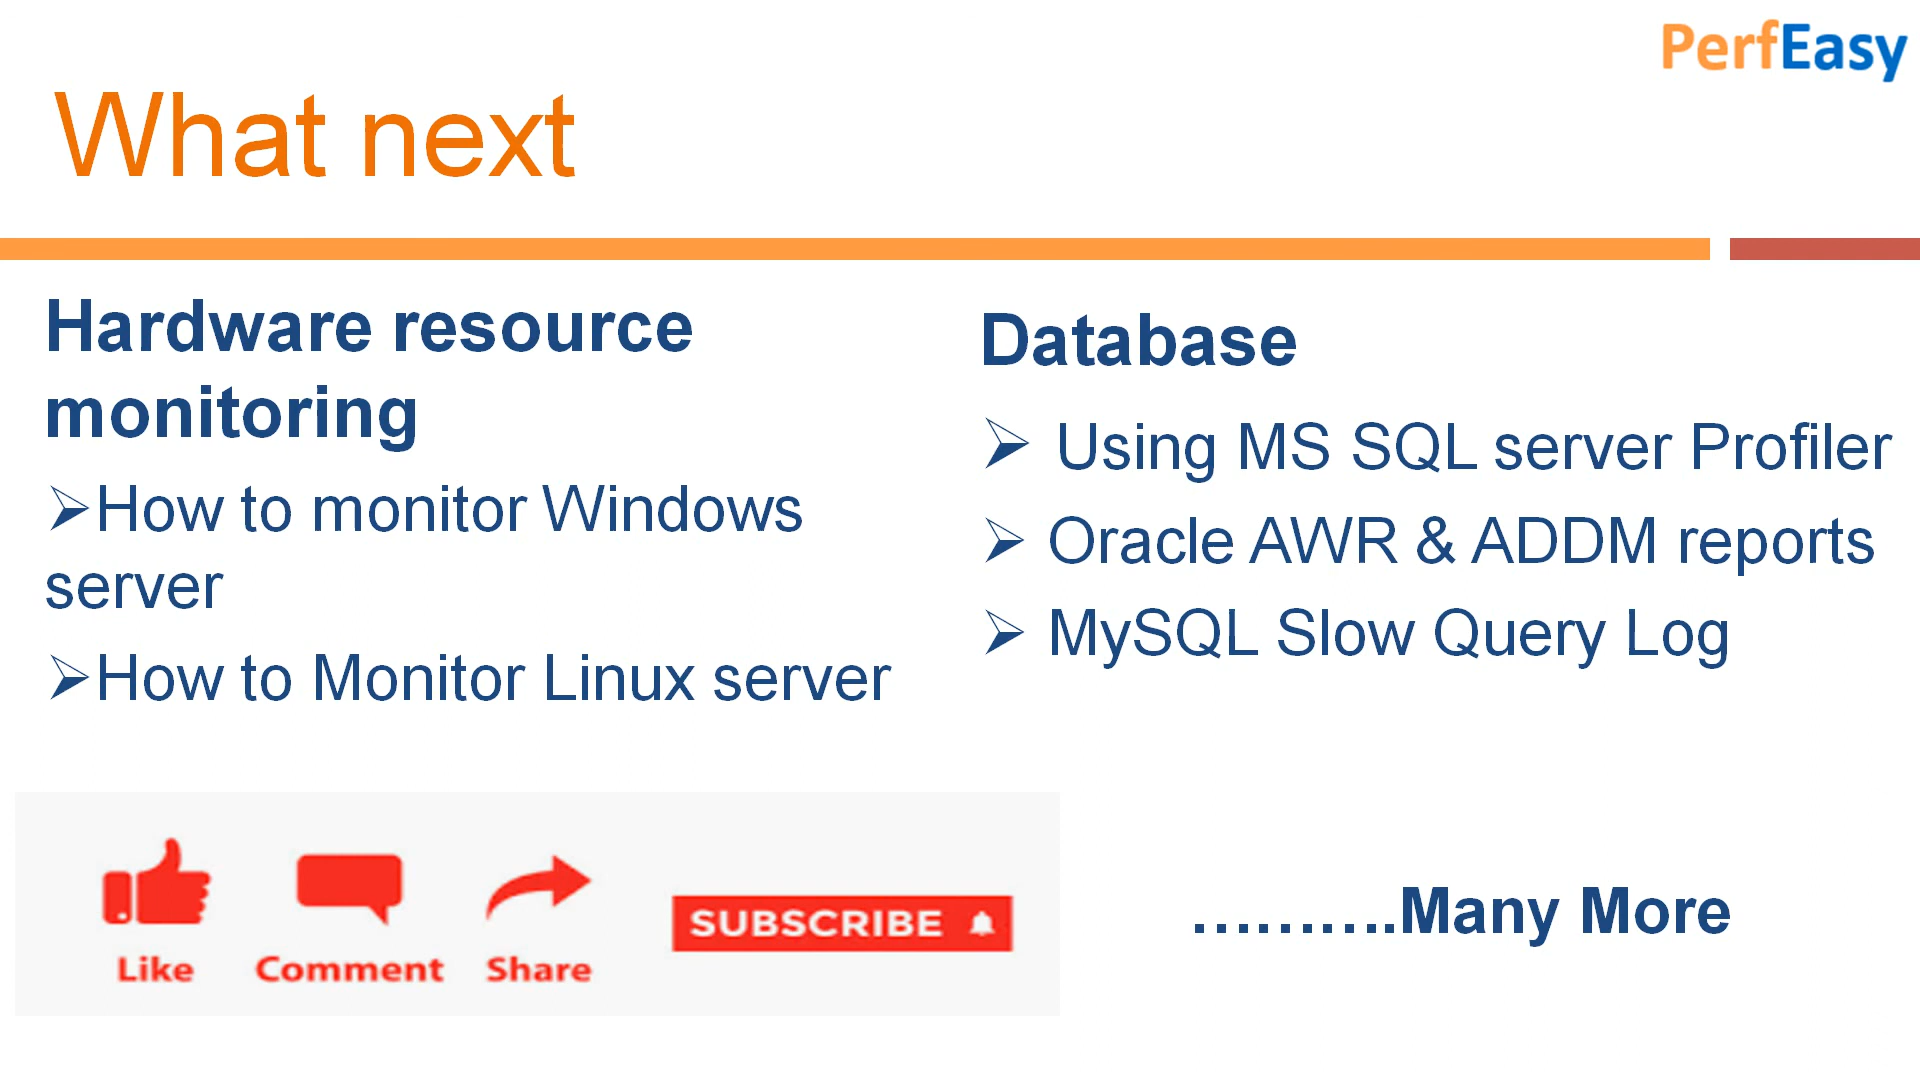 PerfEasy
What next
Hardware resource
monitoring
➢How to monitor Windows
server
➢How to Monitor Linux server
Database
➢ Using MS SQL server Profiler
➢ Oracle AWR & ADDM reports
➢ MySQL Slow Query Log
Like
Comment
Share
SUBSCRIBE
……….Many More